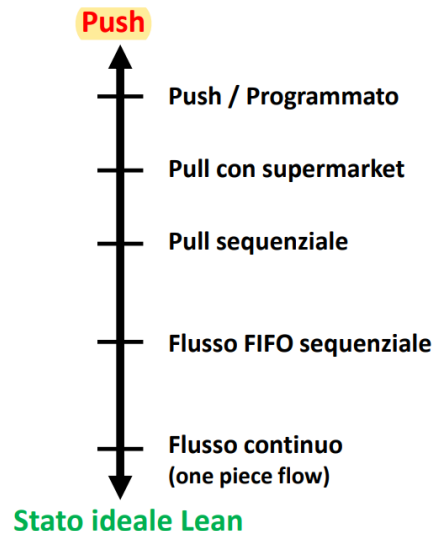 Push
Push / Programmato
Pull con supermarket
Pull sequenziale
Flusso FIFO sequenziale
Flusso continuo
(one piece flow)
Stato ideale Lean